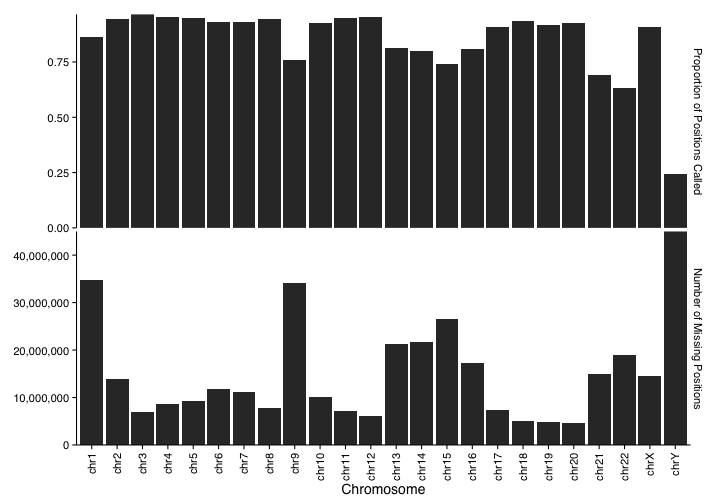 0.75
0.50
0.25
0.00
Proportion of Positions Called
40,000,000
30,000,000
20,000,000
10,000,000
0
Number of Missing Positions
chr1
chr2
chr3
chr4
chr5
chr6
chr7
chr8
chr9
chr10
chr11
chr12
chr13
chr14
chr15
chr16
chr17
chr18
chr19
chr20
chr21
chr22
chrX
chrY
Chromosome